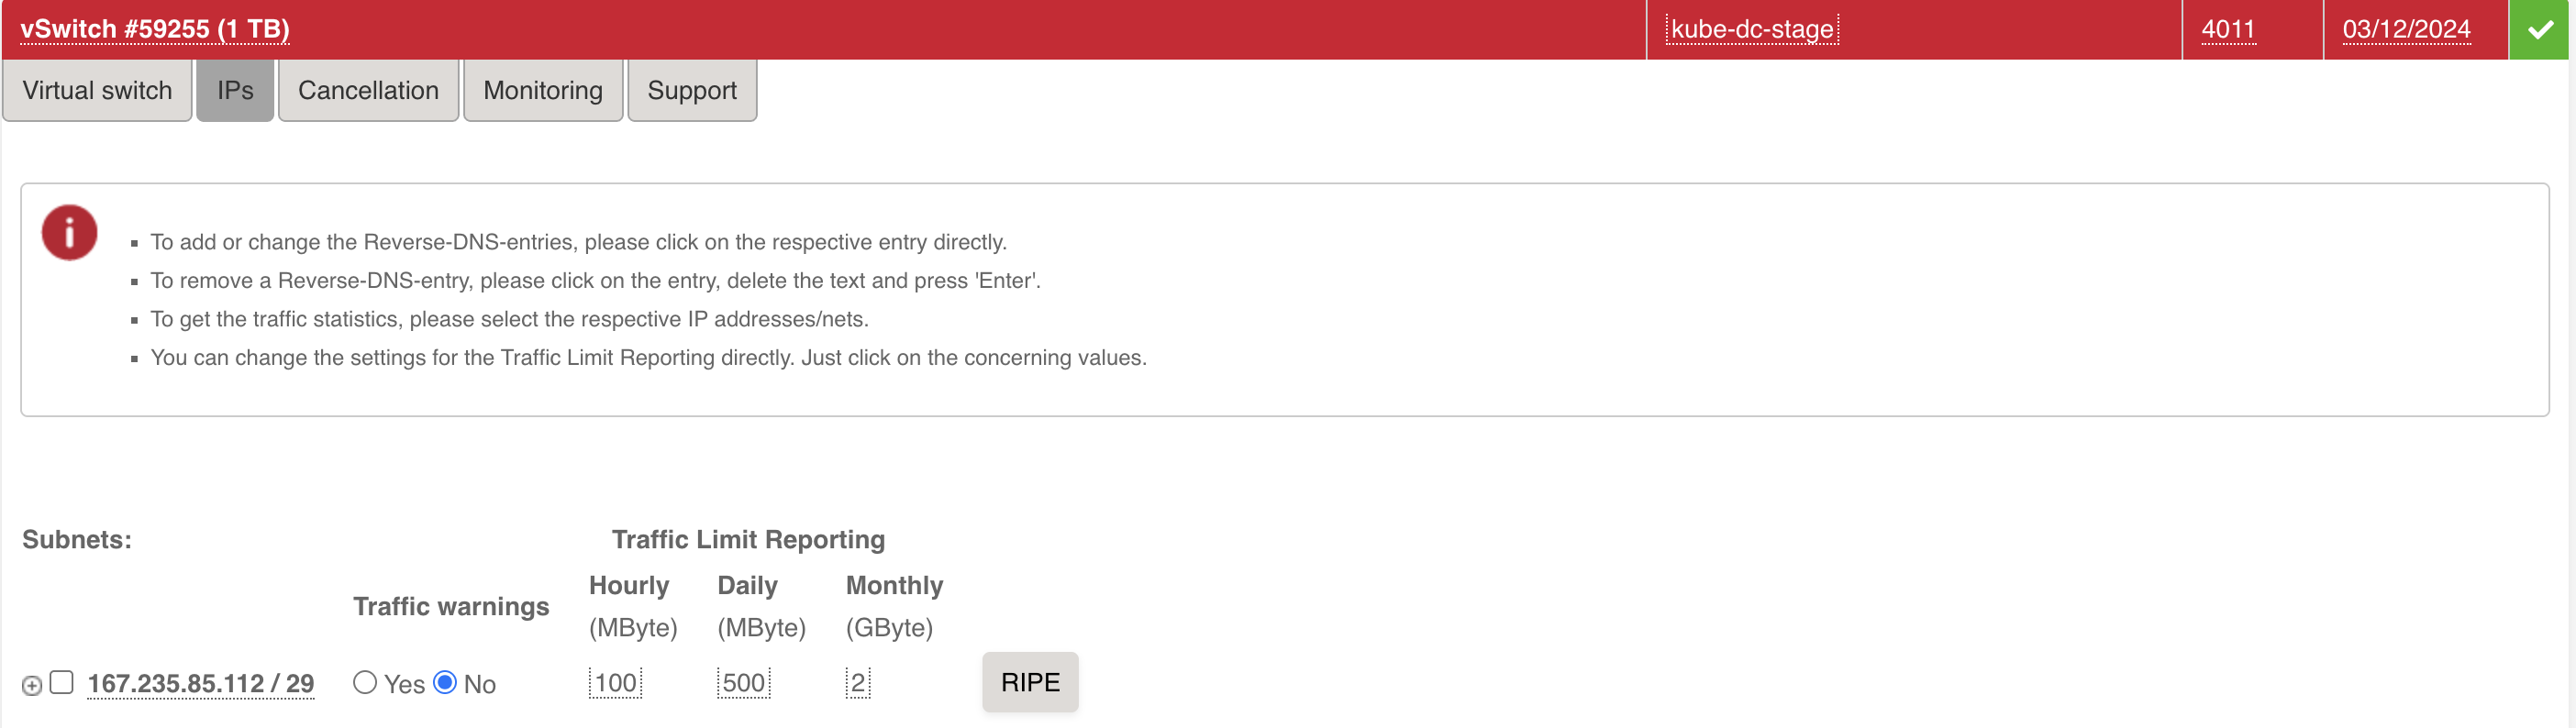 vSwitch #59255 (1 TB) kube-dc-stage 4011 03/12/2024
Virtual switch IPs Cancellation Monitoring Support
To add or change the Reverse-DNS-entries, please click on the respective entry directly.
To remove a Reverse-DNS-entry, please click on the entry, delete the text and press 'Enter'.
To get the traffic statistics, please select the respective IP addresses/nets.
You can change the settings for the Traffic Limit Reporting directly. Just click on the concerning values.
Subnets: Traffic Limit Reporting
Traffic warnings Hourly (MByte) Daily (MByte) Monthly (GByte)
167.235.85.112 / 29 Yes No 100 500 2 RIPE